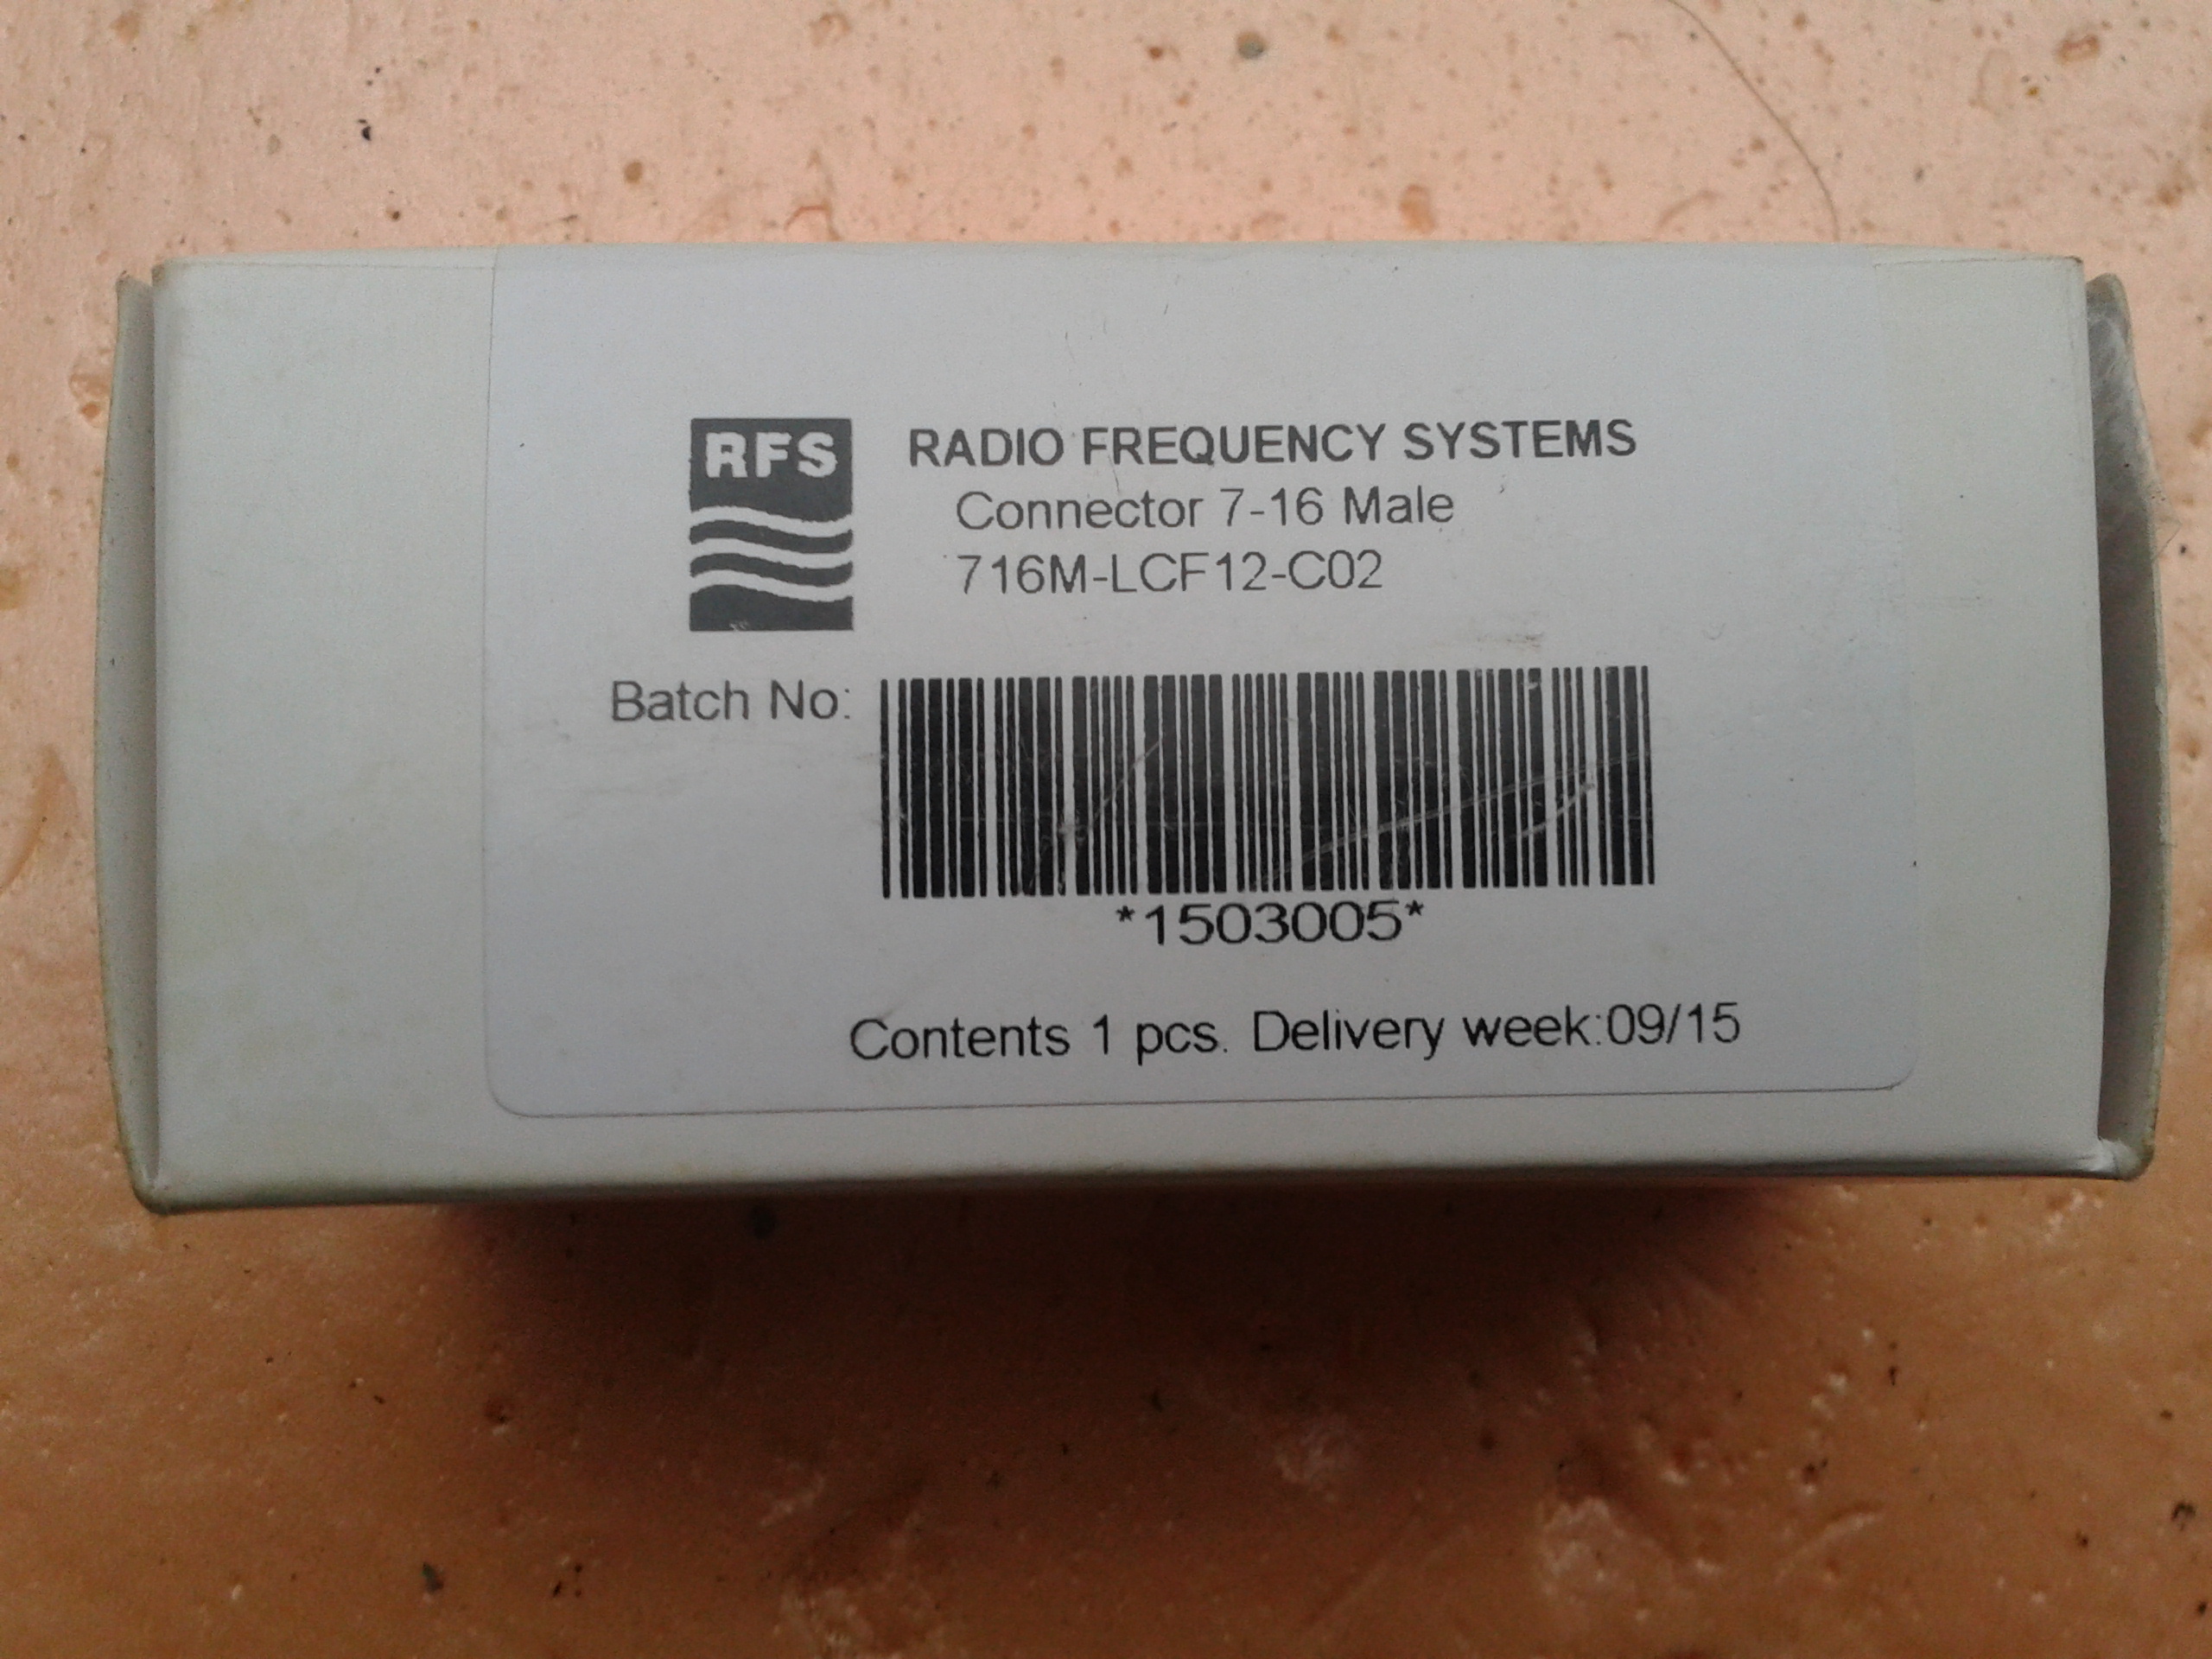 RFS
RADIO FREQUENCY SYSTEMS
Connector 7-16 Male
716M-LCF12-C02
Batch No:
*1503005*
Contents 1 pcs. Delivery week:09/15